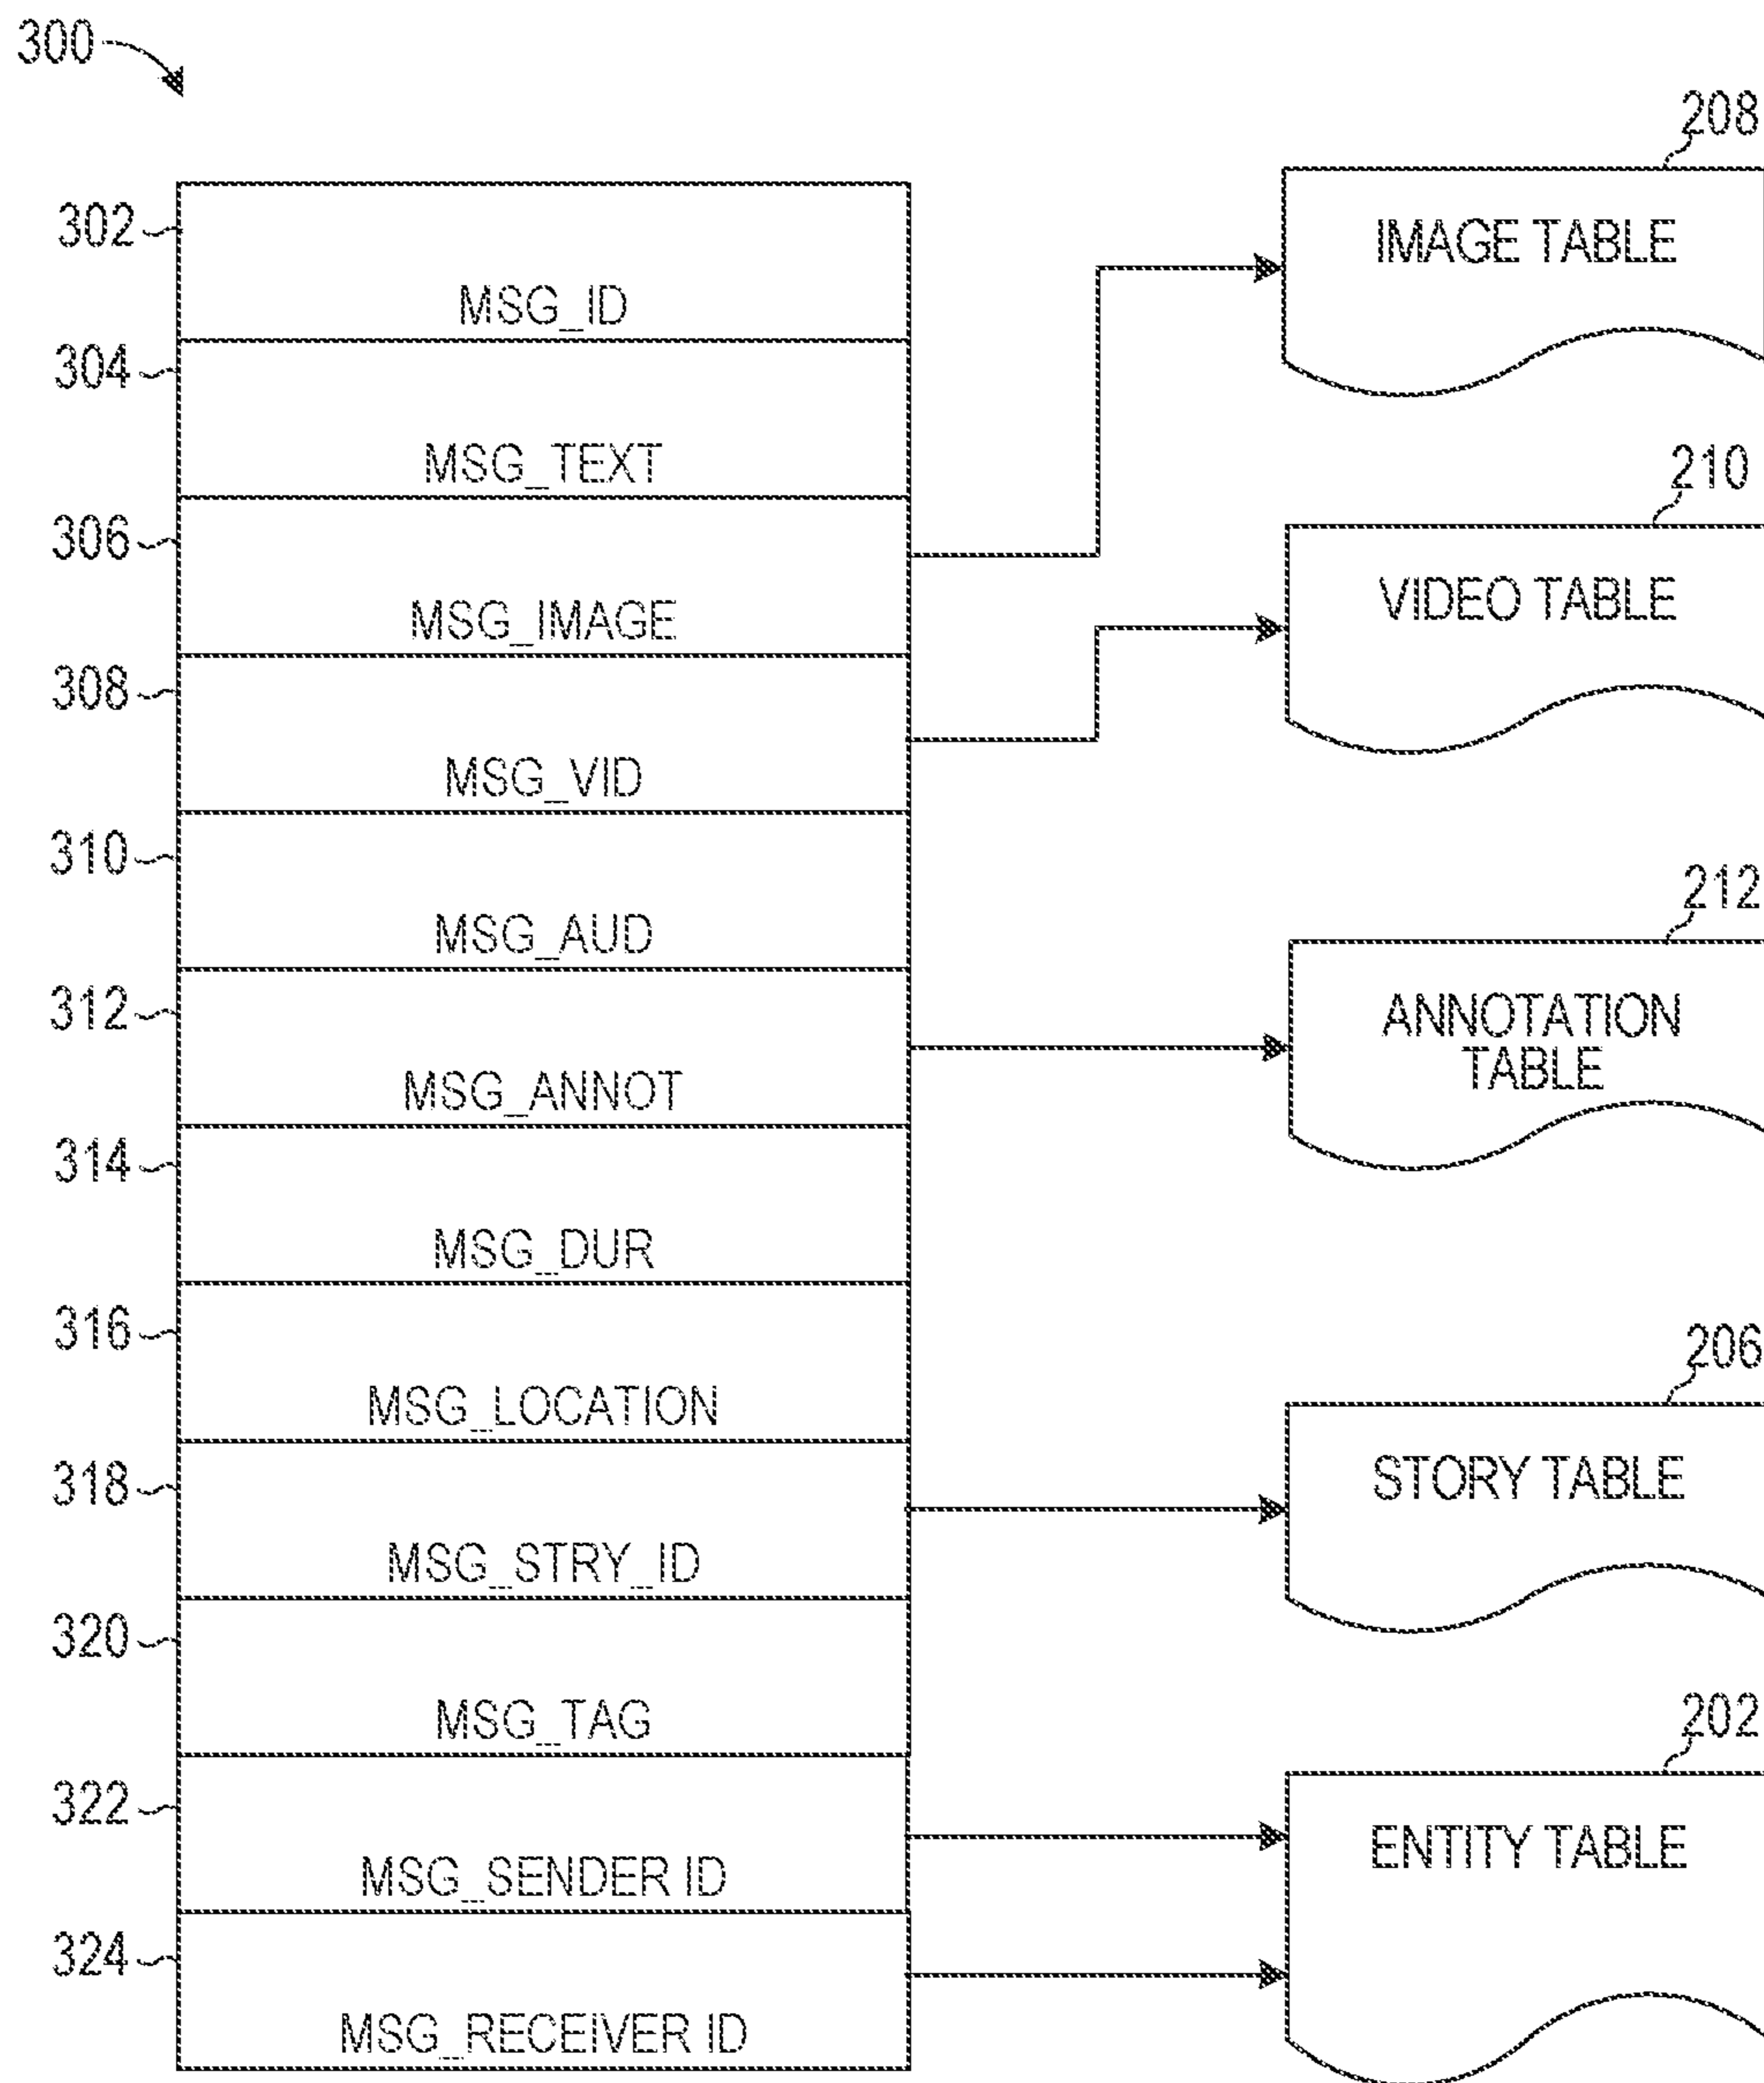 300
302
MSG_ID
304
MSG_TEXT
306
MSG_IMAGE
308
MSG_VID
310
MSG_AUD
312
MSG_ANNOT
314
MSG_DUR
316
MSG_LOCATION
318
MSG_STRY_ID
320
MSG_TAG
322
MSG_SENDER ID
324
MSG_RECEIVER ID
208
IMAGE TABLE
210
VIDEO TABLE
212
ANNOTATION
TABLE
206
STORY TABLE
202
ENTITY TABLE